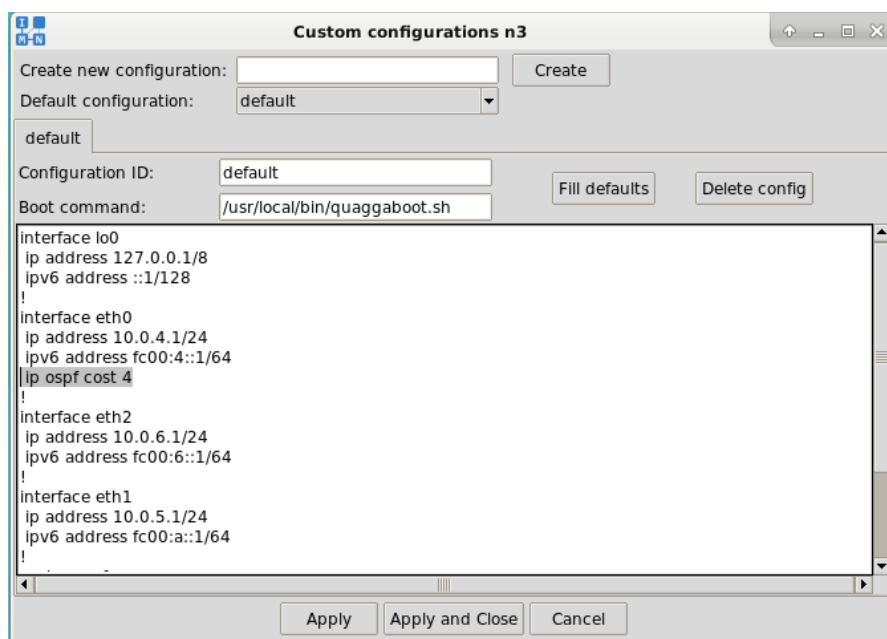 I M N
Custom configurations n3
Create new configuration: Create
Default configuration: default
default
Configuration ID: default
Fill defaults Delete config
Boot command: /usr/local/bin/quaggaboot.sh
interface lo0
ip address 127.0.0.1/8
ipv6 address ::1/128
!
interface eth0
ip address 10.0.4.1/24
ipv6 address fc00:4::1/64
ip ospf cost 4
!
interface eth2
ip address 10.0.6.1/24
ipv6 address fc00:6::1/64
!
interface eth1
ip address 10.0.5.1/24
ipv6 address fc00:a::1/64
!
Apply Apply and Close Cancel